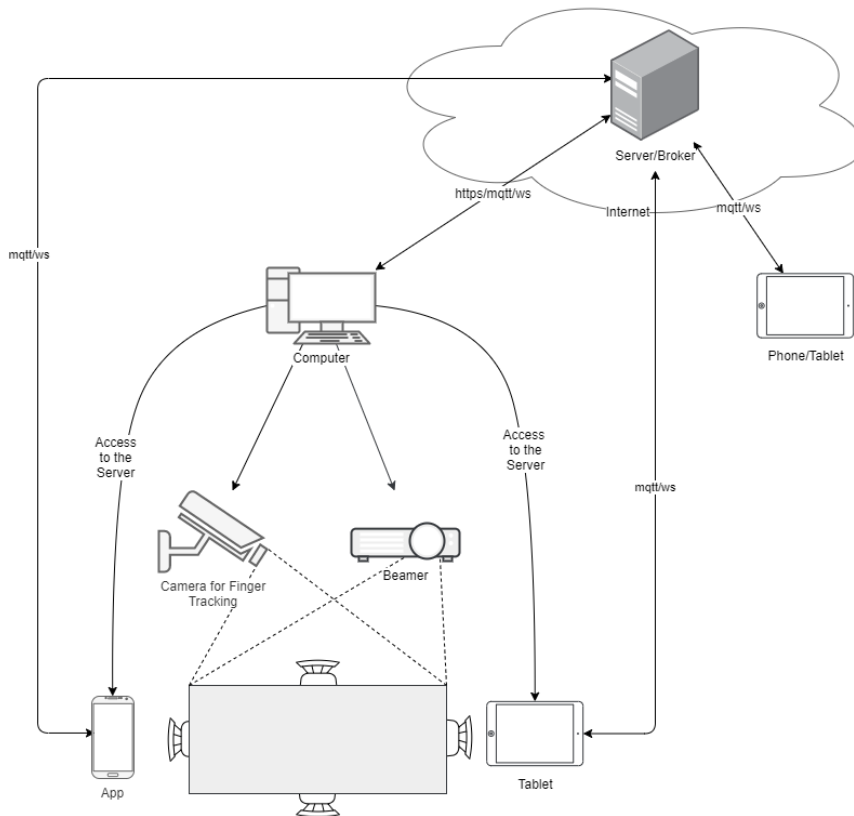 Server/Broker
https/mqtt/ws
Internet
mqtt/ws
mqtt/ws
Computer
Phone/Tablet
Access
to the
Server
Access
to the
Server
mqtt/ws
Camera for Finger
Tracking
Beamer
App
Tablet